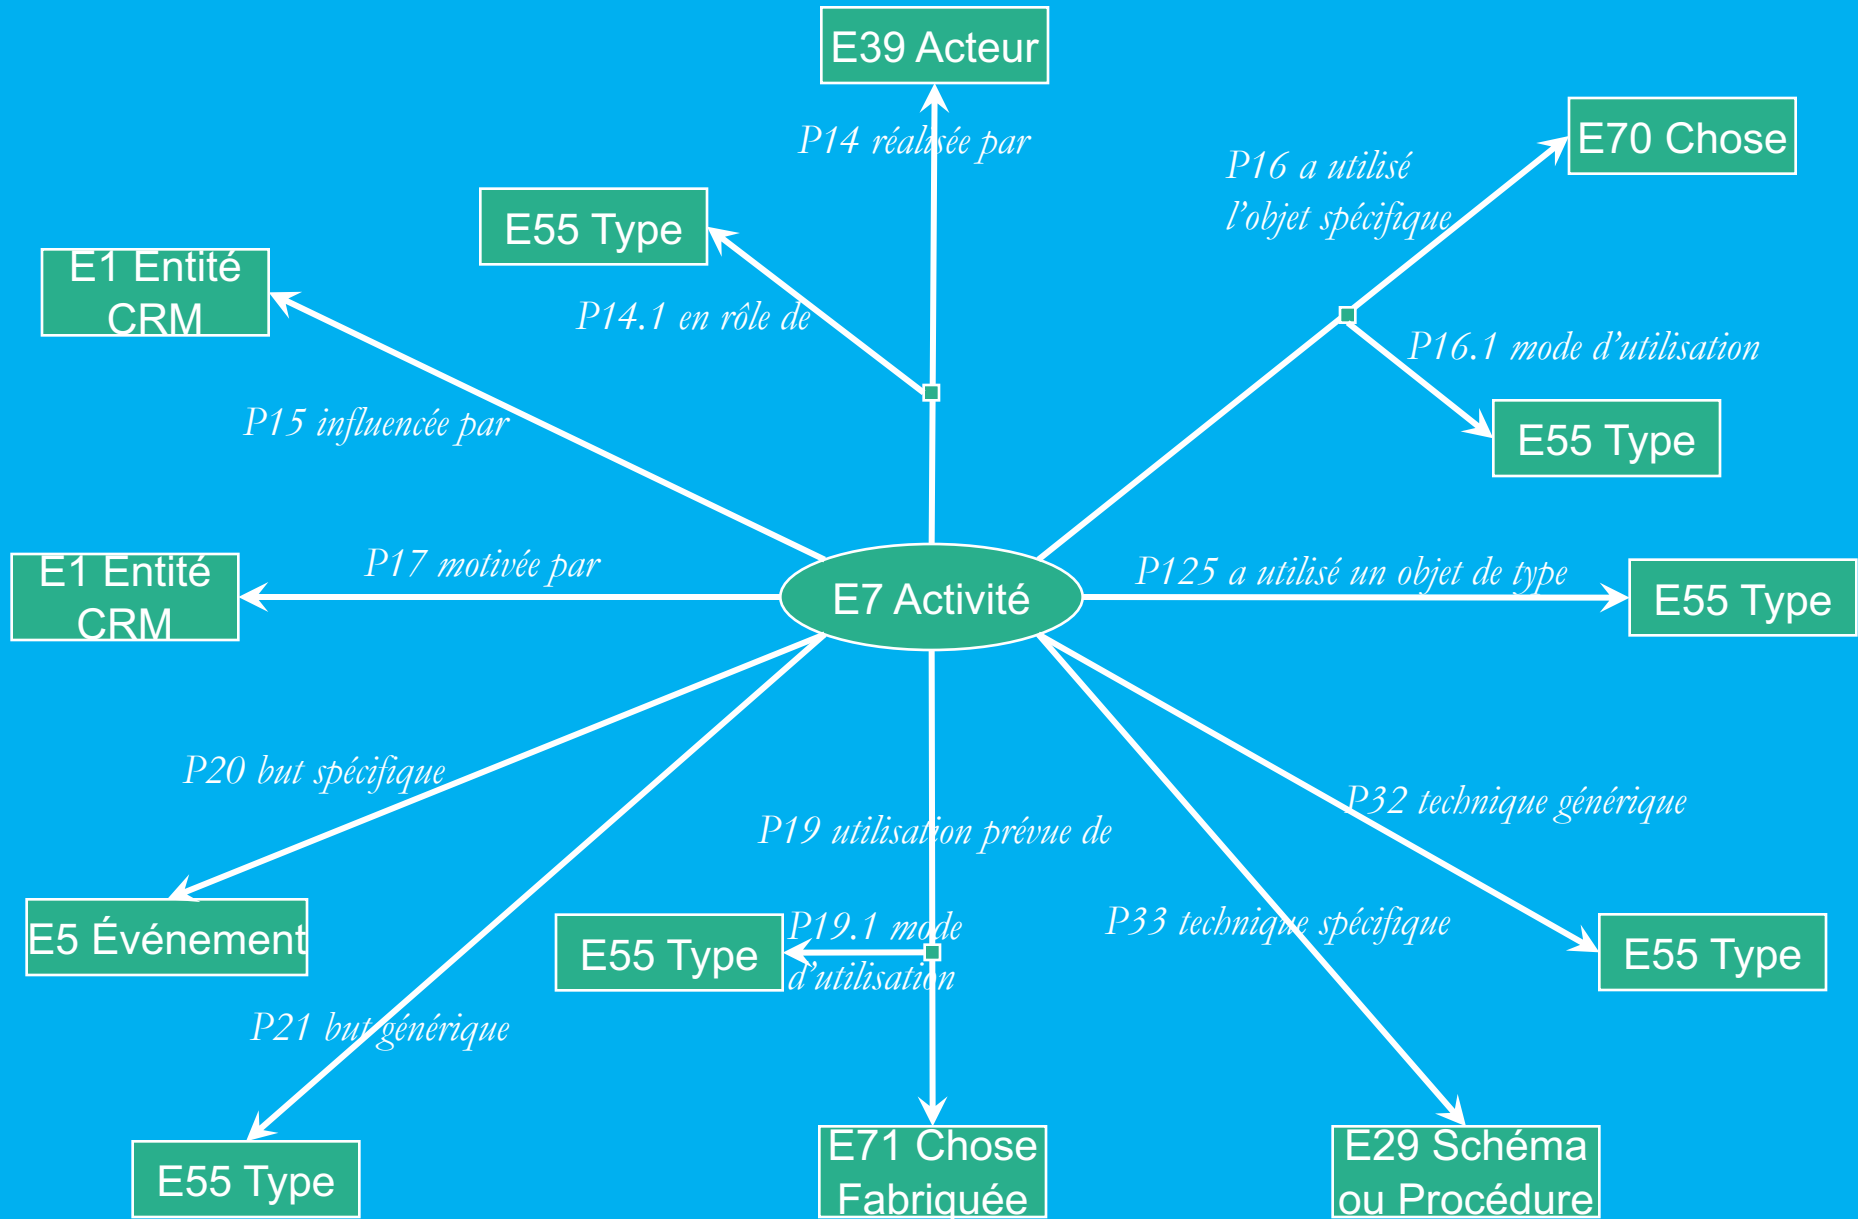 E39 Acteur
P14 réalisée par
E70 Chose
P16 a utilisé
l’objet spécifique
E55 Type
E1 Entité
CRM
P14.1 en rôle de
P16.1 mode d’utilisation
P15 influencée par
E55 Type
P17 motivée par
E1 Entité
CRM
E7 Activité
P125 a utilisé un objet de type
E55 Type
P20 but spécifique
P32 technique générique
P19 utilisation prévue de
E5 Événement
P19.1 mode
d’utilisation
E55 Type
P33 technique spécifique
E55 Type
P21 but générique
E55 Type
E71 Chose
Fabriquée
E29 Schéma
ou Procédure